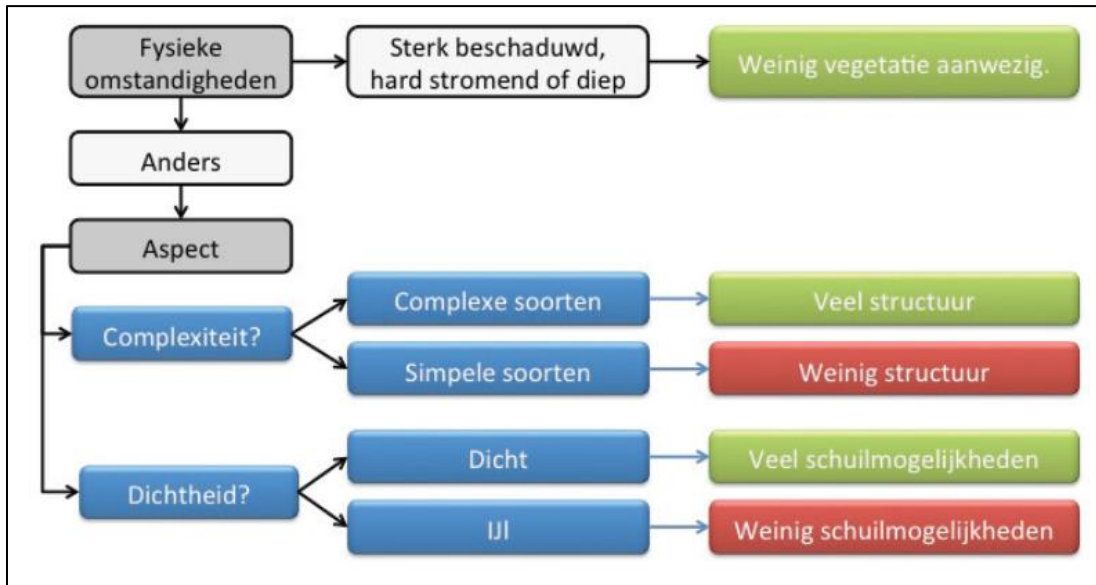 Fysieke
omstandigheden
Sterk beschaduwd,
hard stromend of diep
Weinig vegetatie aanwezig.
Anders
Aspect
Complexiteit?
Complexe soorten
Veel structuur
Simpele soorten
Weinig structuur
Dichtheid?
Dicht
Veel schuilmogelijkheden
IJl
Weinig schuilmogelijkheden